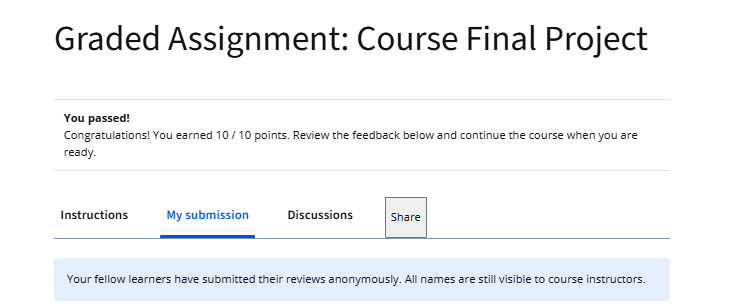 Graded Assignment: Course Final Project
You passed!
Congratulations! You earned 10 / 10 points. Review the feedback below and continue the course when you are
ready.
Instructions My submission Discussions Share
Your fellow learners have submitted their reviews anonymously. All names are still visible to course instructors.